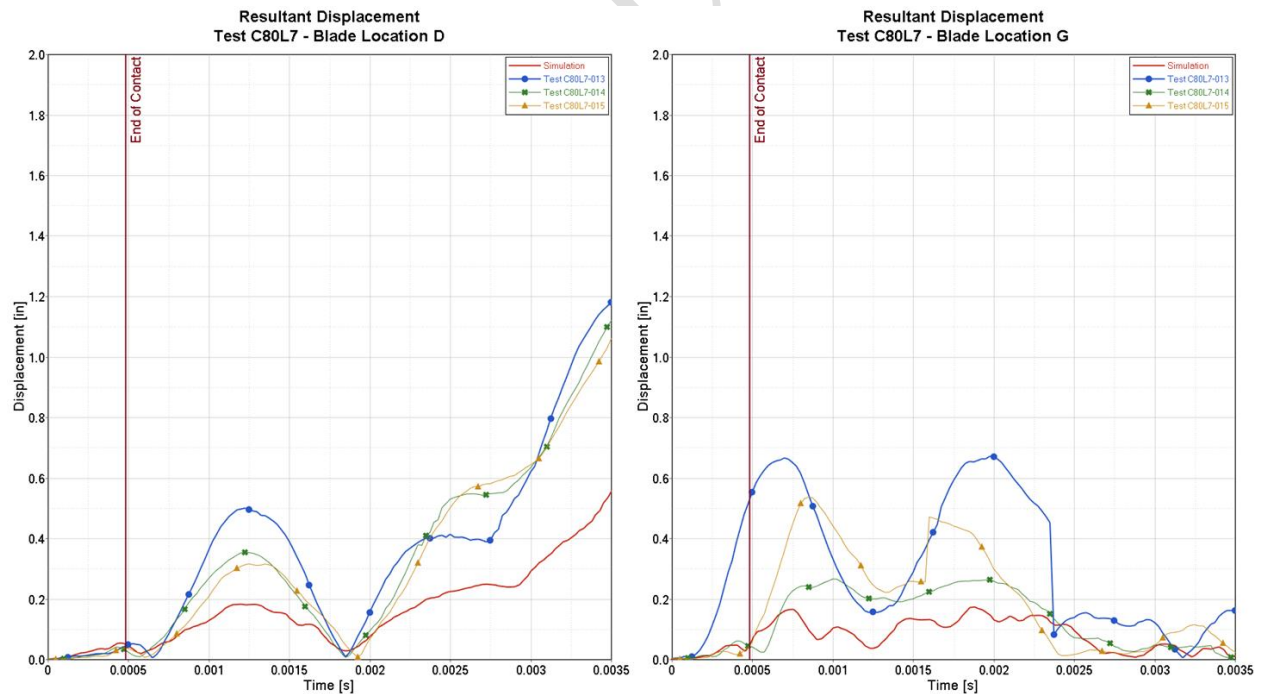 Resultant Displacement
Test C80L7 - Blade Location D
2.0
1.8
1.6
1.4
1.2
1.0
0.8
0.6
0.4
0.2
0.0
Displacement [in]
End of Contact
Simulation
Test C80L7-013
Test C80L7-014
Test C80L7-015
0
0.0005
0.001
0.0015
0.002
0.0025
0.003
0.0035
Time [s]
Resultant Displacement
Test C80L7 - Blade Location G
2.0
1.8
1.6
1.4
1.2
1.0
0.8
0.6
0.4
0.2
0.0
Displacement [in]
End of Contact
Simulation
Test C80L7-013
Test C80L7-014
Test C80L7-015
0
0.0005
0.001
0.0015
0.002
0.0025
0.003
0.0035
Time [s]